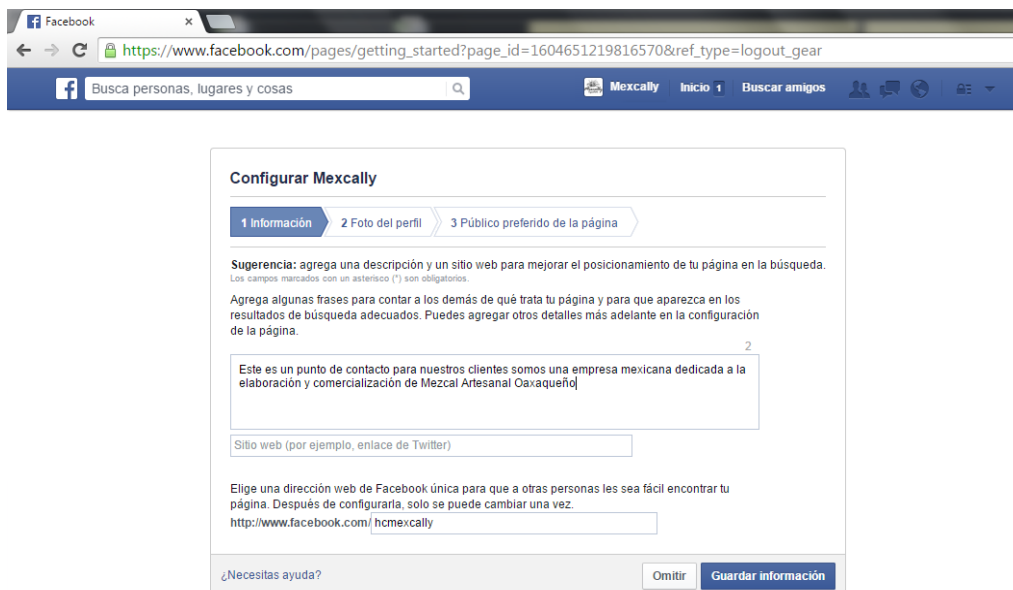 Facebook
https://www.facebook.com/pages/getting_started?page_id=1604651219816570&ref_type=logout_gear
Busca personas, lugares y cosas
Mexcally Inicio 1 Buscar amigos
Configurar Mexcally
1 Información 2 Foto del perfil 3 Público preferido de la página
Sugerencia: agrega una descripción y un sitio web para mejorar el posicionamiento de tu página en la búsqueda.
Los campos marcados con un asterisco (*) son obligatorios.
Agrega algunas frases para contar a los demás de qué trata tu página y para que aparezca en los
resultados de búsqueda adecuados. Puedes agregar otros detalles más adelante en la configuración
de la página.
2
Este es un punto de contacto para nuestros clientes somos una empresa mexicana dedicada a la
elaboración y comercialización de Mezcal Artesanal Oaxaqueño
Sitio web (por ejemplo, enlace de Twitter)
Elige una dirección web de Facebook única para que a otras personas les sea fácil encontrar tu
página. Después de configurarla, solo se puede cambiar una vez.
http://www.facebook.com/ hcmexcally
¿Necesitas ayuda? Omitir Guardar información